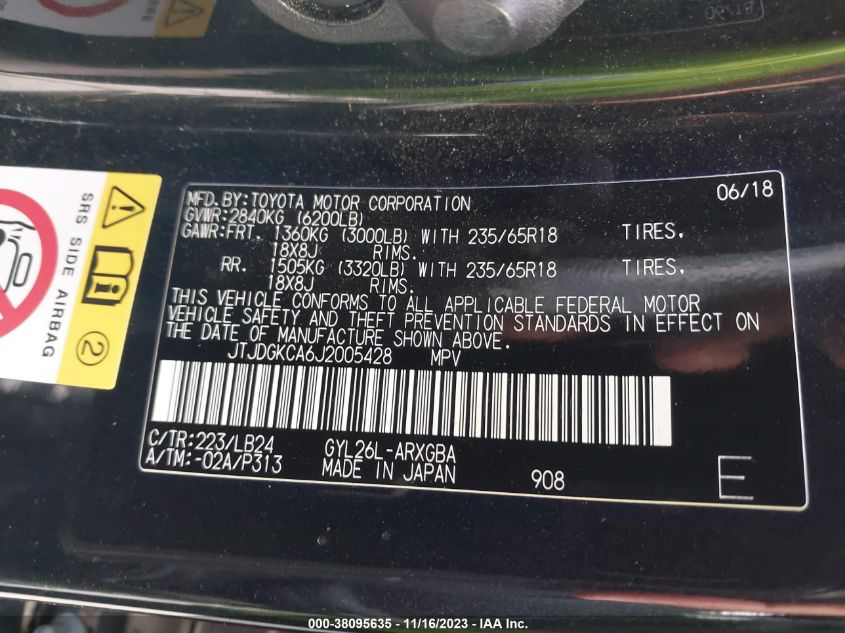 06/18
MFD.BY:TOYOTA MOTOR CORPORATION 06/18
GVWR:2840KG (6200LB)
GAWR:FRT. 1360KG (3000LB) WITH 235/65R18 TIRES,
18X8J RIMS.
RR. 1505KG (3320LB) WITH 235/65R18 TIRES,
18X8J RIMS.
THIS VEHICLE CONFORMS TO ALL APPLICABLE FEDERAL MOTOR
VEHICLE SAFETY AND THEFT PREVENTION STANDARDS IN EFFECT ON
THE DATE OF MANUFACTURE SHOWN ABOVE.
JTJDGKCA6J2005428 MPV
C/TR:223/LB24 GYL26L-ARXGBA
A/TM:-02A/P313 MADE IN JAPAN 908 E
SRS SIDE AIRBAG
2
000-38095635 - 11/16/2023 - IAA Inc.